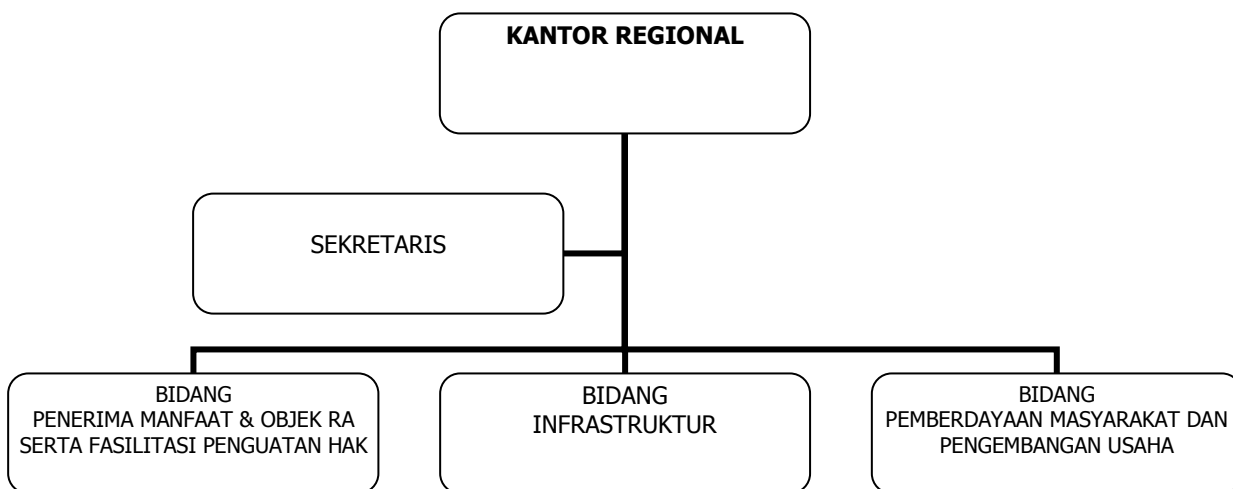 KANTOR REGIONAL
SEKRETARIS
BIDANG
PENERIMA MANFAAT & OBJEK RA
SERTA FASILITASI PENGUATAN HAK
BIDANG
INFRASTRUKTUR
BIDANG
PEMBERDAYAAN MASYARAKAT DAN
PENGEMBANGAN USAHA